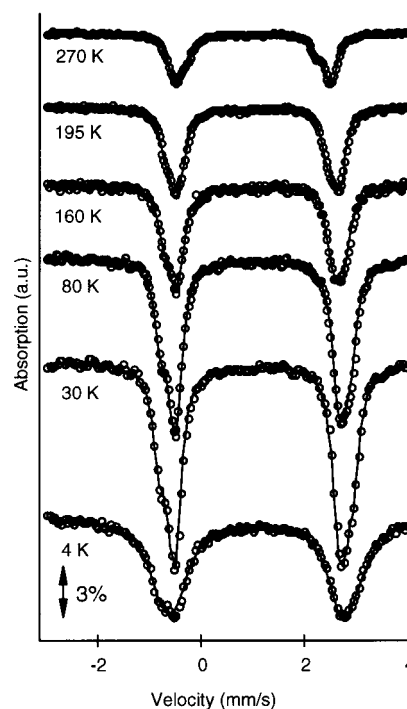 270 K
195 K
160 K
80 K
30 K
4 K
3%
Absorption (a.u.)
-2 0 2 4
Velocity (mm/s)